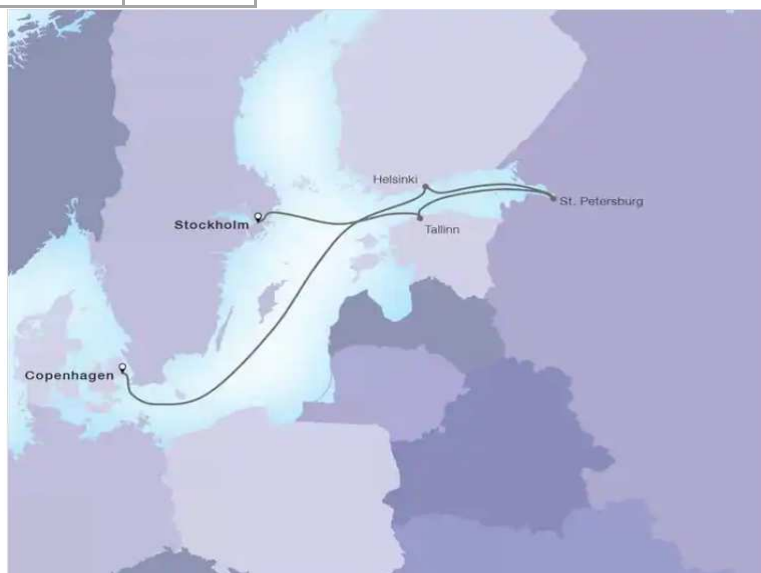 Helsinki
St. Petersburg
Stockholm
Tallinn
Copenhagen